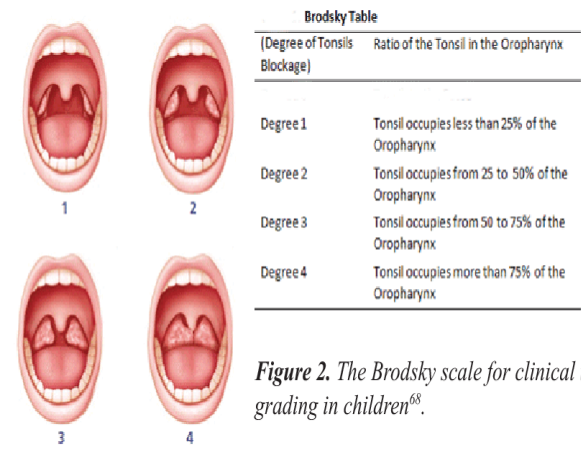 Brodsky Table
(Degree of Tonsils Blockage) Ratio of the Tonsil in the Oropharynx
Degree 1 Tonsil occupies less than 25% of the Oropharynx
Degree 2 Tonsil occupies from 25 to 50% of the Oropharynx
Degree 3 Tonsil occupies from 50 to 75% of the Oropharynx
Degree 4 Tonsil occupies more than 75% of the Oropharynx
1
2
3
4
Figure 2. The Brodsky scale for clinical
grading in children68.